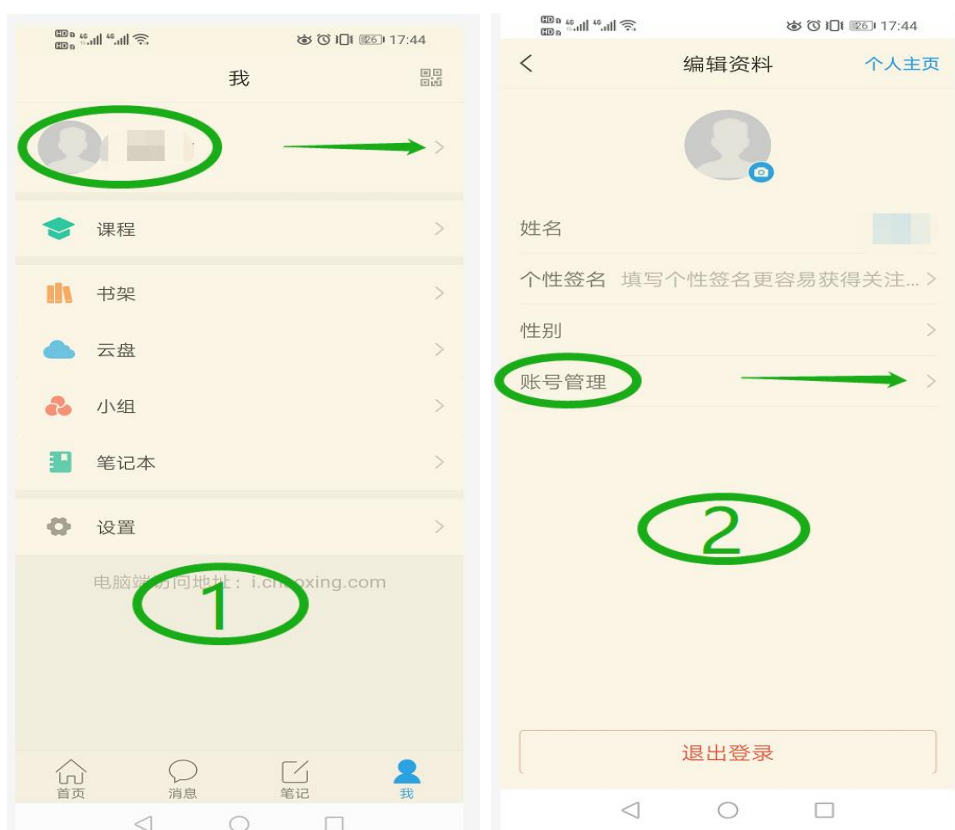 17:44
我
课程
书架
云盘
小组
笔记本
设置
电脑端访问地址：i.chaoxing.com
1
首页
消息
笔记
我
17:44
编辑资料
个人主页
姓名
个性签名 填写个性签名更容易获得关注...
性别
账号管理
2
退出登录